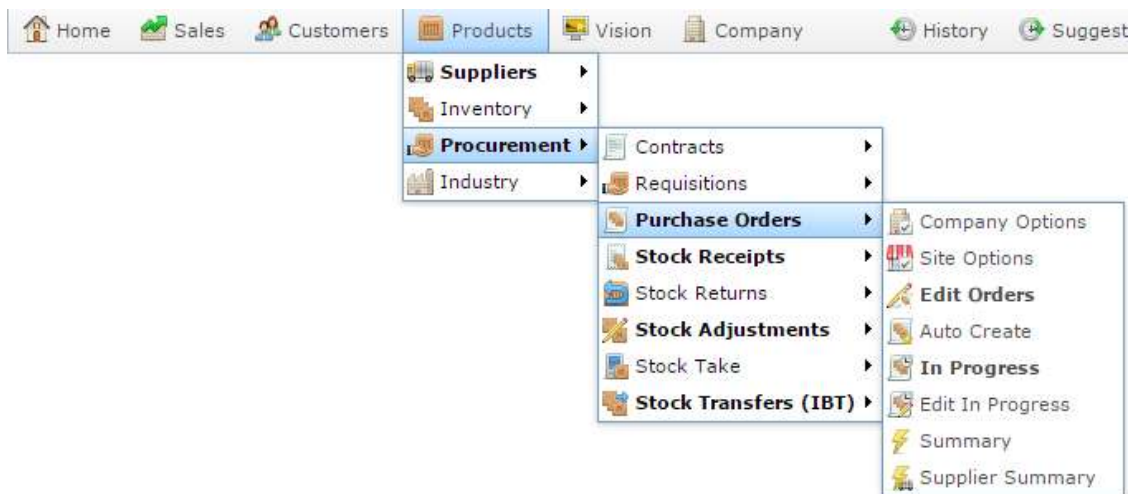 Home Sales Customers Products Vision Company History Suggest
Suppliers
Inventory
Procurement
Industry
Contracts
Requisitions
Purchase Orders
Stock Receipts
Stock Returns
Stock Adjustments
Stock Take
Stock Transfers (IBT)
Company Options
Site Options
Edit Orders
Auto Create
In Progress
Edit In Progress
Summary
Supplier Summary